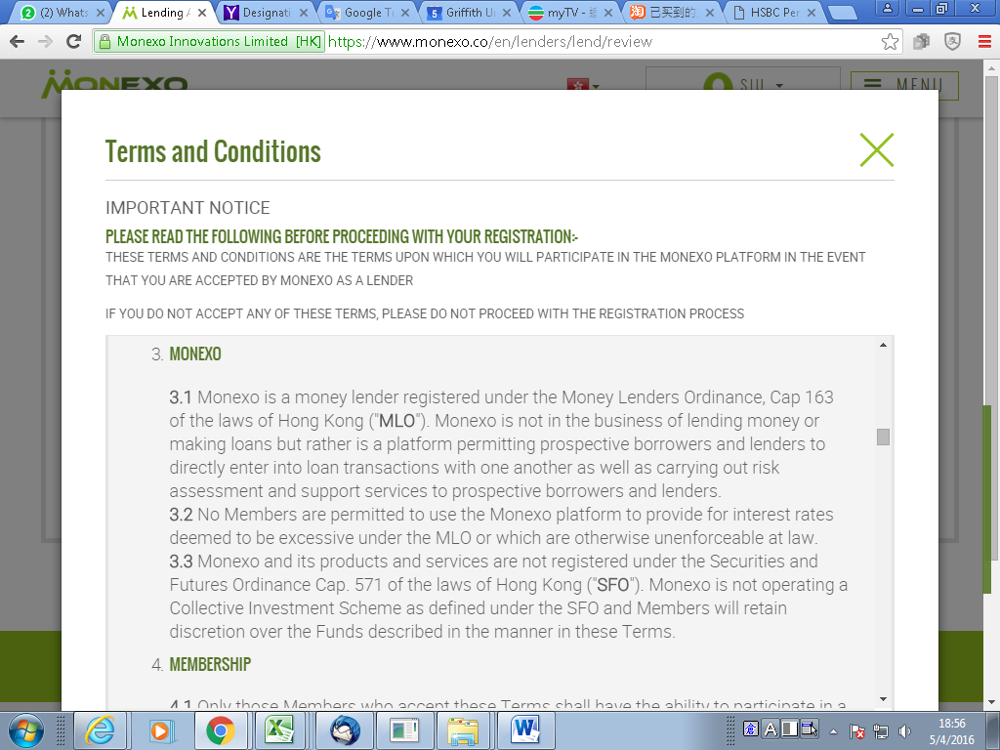 (2) Whats
Lending A
Designati
Google Tr
Griffith Un
myTV -
已买到的
HSBC Per
Monexo Innovations Limited [HK] https://www.monexo.co/en/lenders/lend/review
MONEXO
SIU
MENU
Terms and Conditions
IMPORTANT NOTICE
PLEASE READ THE FOLLOWING BEFORE PROCEEDING WITH YOUR REGISTRATION:-
THESE TERMS AND CONDITIONS ARE THE TERMS UPON WHICH YOU WILL PARTICIPATE IN THE MONEXO PLATFORM IN THE EVENT
THAT YOU ARE ACCEPTED BY MONEXO AS A LENDER
IF YOU DO NOT ACCEPT ANY OF THESE TERMS, PLEASE DO NOT PROCEED WITH THE REGISTRATION PROCESS
3. MONEXO
3.1 Monexo is a money lender registered under the Money Lenders Ordinance, Cap 163
of the laws of Hong Kong ("MLO"). Monexo is not in the business of lending money or
making loans but rather is a platform permitting prospective borrowers and lenders to
directly enter into loan transactions with one another as well as carrying out risk
assessment and support services to prospective borrowers and lenders.
3.2 No Members are permitted to use the Monexo platform to provide for interest rates
deemed to be excessive under the MLO or which are otherwise unenforceable at law.
3.3 Monexo and its products and services are not registered under the Securities and
Futures Ordinance Cap. 571 of the laws of Hong Kong ("SFO"). Monexo is not operating a
Collective Investment Scheme as defined under the SFO and Members will retain
discretion over the Funds described in the manner in these Terms.
4. MEMBERSHIP
4.1 Only those Members who accept these Terms shall have the ability to participate in a
18:56
5/4/2016